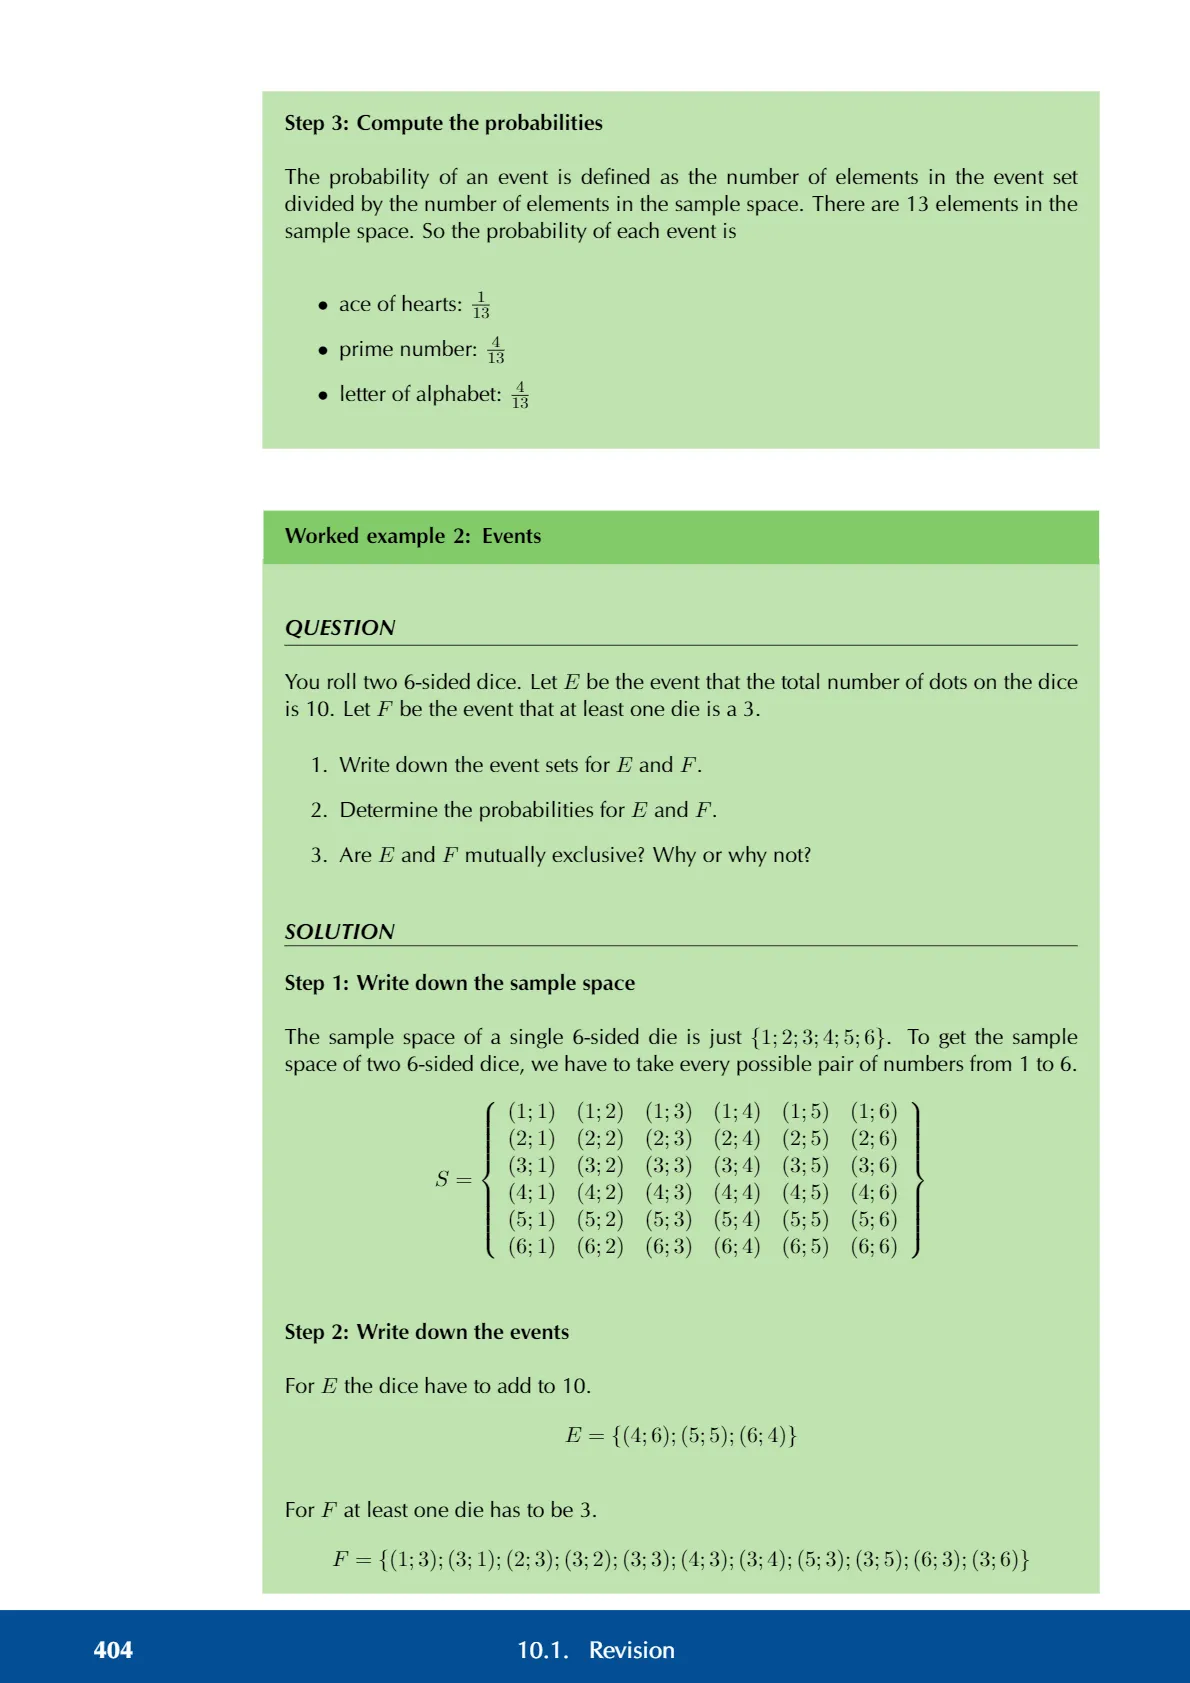 Step 3: Compute the probabilities
The probability of an event is defined as the number of elements in the event set
divided by the number of elements in the sample space. There are 13 elements in the
sample space. So the probability of each event is
• ace of hearts: 1/13
• prime number: 4/13
• letter of alphabet: 4/13
Worked example 2: Events
QUESTION
You roll two 6-sided dice. Let E be the event that the total number of dots on the dice
is 10. Let F be the event that at least one die is a 3.
1. Write down the event sets for E and F.
2. Determine the probabilities for E and F.
3. Are E and F mutually exclusive? Why or why not?
SOLUTION
Step 1: Write down the sample space
The sample space of a single 6-sided die is just {1; 2; 3; 4; 5; 6}. To get the sample
space of two 6-sided dice, we have to take every possible pair of numbers from 1 to 6.
S = {
(1; 1) (1; 2) (1; 3) (1; 4) (1; 5) (1; 6)
(2; 1) (2; 2) (2; 3) (2; 4) (2; 5) (2; 6)
(3; 1) (3; 2) (3; 3) (3; 4) (3; 5) (3; 6)
(4; 1) (4; 2) (4; 3) (4; 4) (4; 5) (4; 6)
(5; 1) (5; 2) (5; 3) (5; 4) (5; 5) (5; 6)
(6; 1) (6; 2) (6; 3) (6; 4) (6; 5) (6; 6)
}
Step 2: Write down the events
For E the dice have to add to 10.
E = {(4; 6); (5; 5); (6; 4)}
For F at least one die has to be 3.
F = {(1; 3); (3; 1); (2; 3); (3; 2); (3; 3); (4; 3); (3; 4); (5; 3); (3; 5); (6; 3); (3; 6)}
404 10.1. Revision